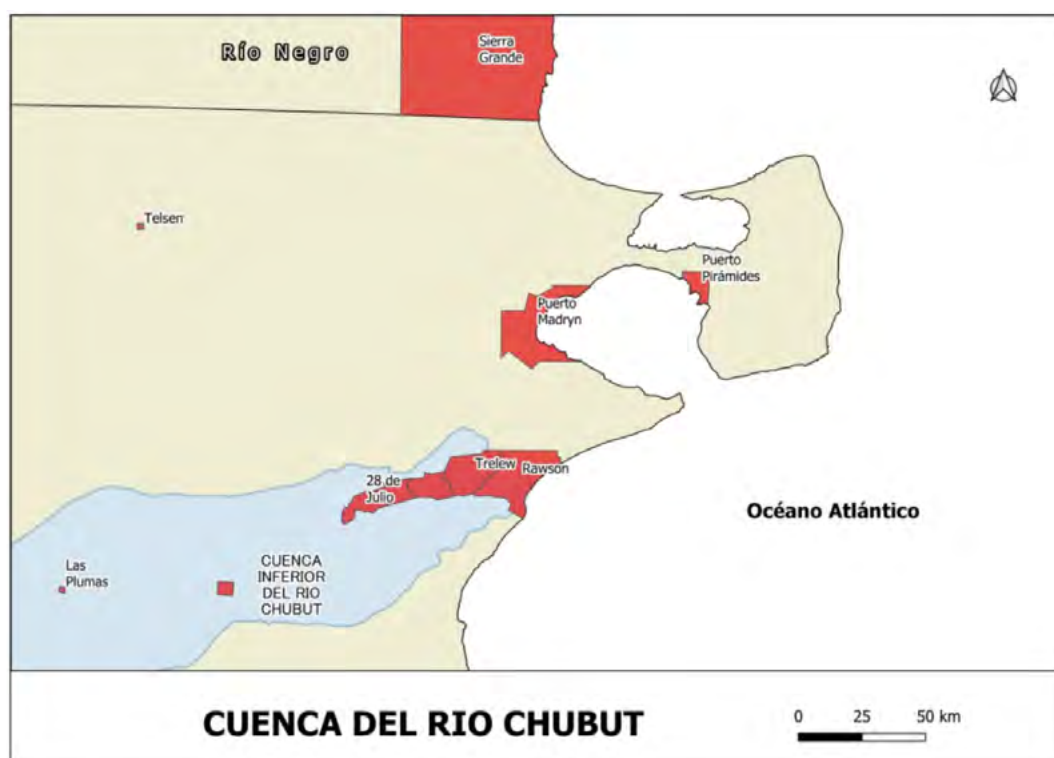 Río Negro
Sierra
Grande
Telsen
Puerto
Pirámides
Puerto
Madryn
Trelew
Rawson
28 de
Julio
Océano Atlántico
Las
Plumas
CUENCA
INFERIOR
DEL RIO
CHUBUT
CUENCA DEL RIO CHUBUT
0 25 50 km